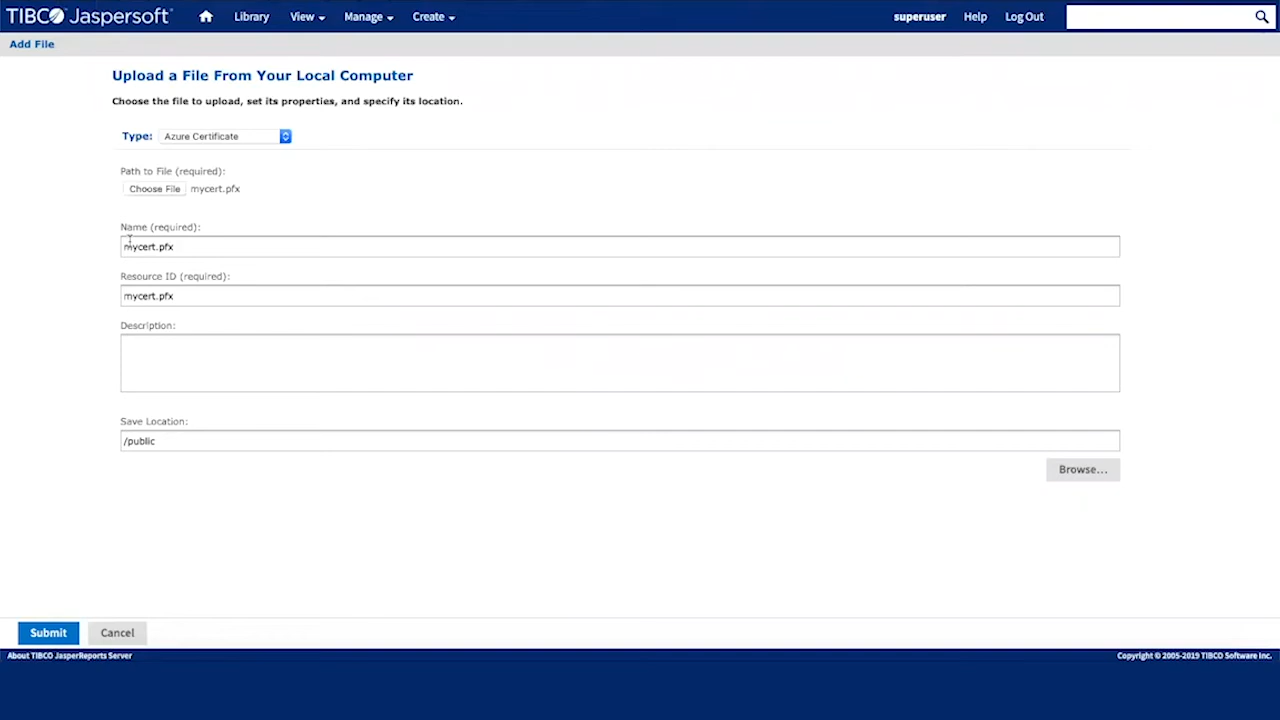 TIBCO Jaspersoft®
Library
View
Manage
Create
superuser
Help
Log Out
Add File
Upload a File From Your Local Computer
Choose the file to upload, set its properties, and specify its location.
Type: Azure Certificate
Path to File (required):
Choose File mycert.pfx
Name (required):
mycert.pfx
Resource ID (required):
mycert.pfx
Description:
Save Location:
/public
Browse...
Submit
Cancel
About TIBCO JasperReports Server
Copyright © 2005-2019 TIBCO Software Inc.